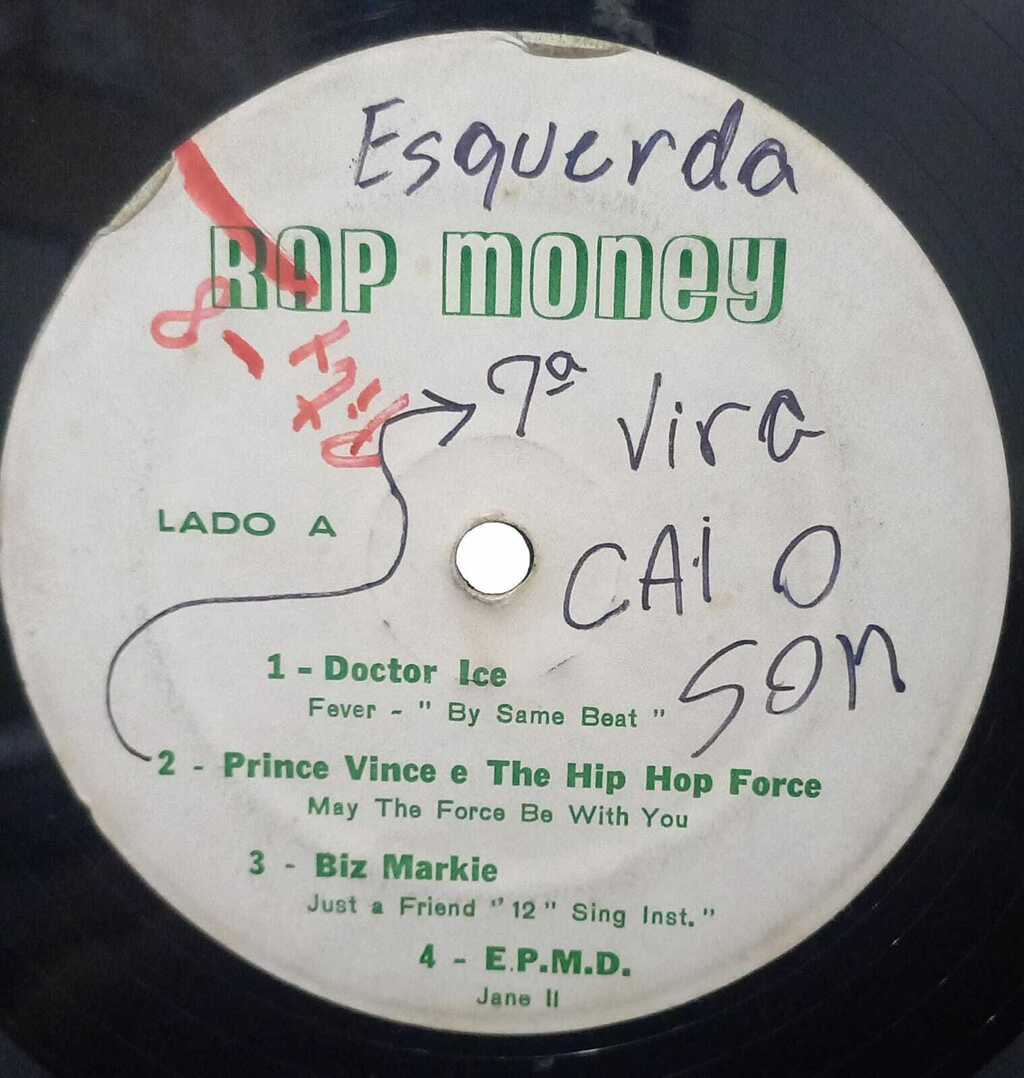 Esquerda
RAP MONEY
7ª Vira
LADO A
CAI O
SOM
1 - Doctor Ice
Fever - " By Same Beat "
2 - Prince Vince e The Hip Hop Force
May The Force Be With You
3 - Biz Markie
Just a Friend "12" Sing Inst."
4 - E.P.M.D.
Jane II